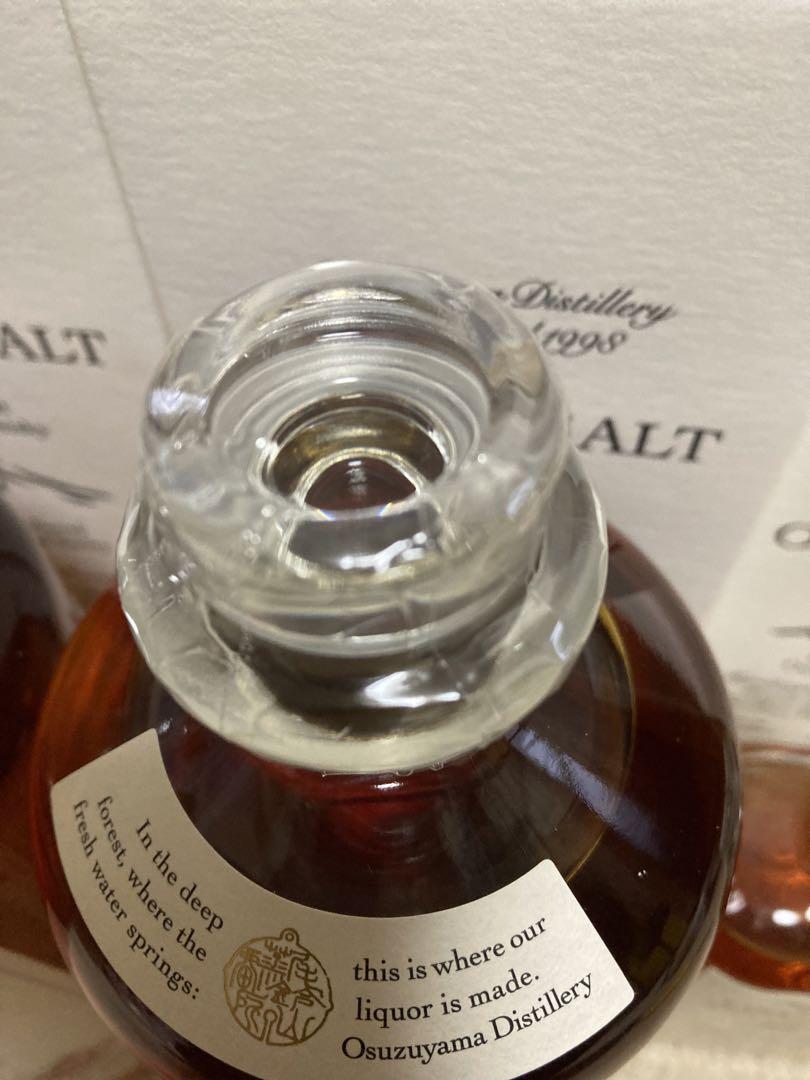 Distillery
1998
ALT
ALT
In the deep
forest, where the
fresh water springs:
this is where our
liquor is made.
Osuzuyama Distillery